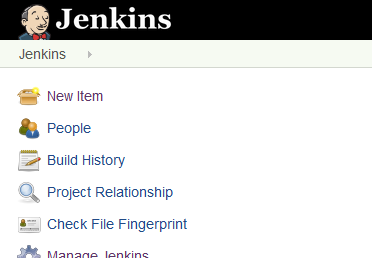 Jenkins
Jenkins
New Item
People
Build History
Project Relationship
Check File Fingerprint
Manage Jenkins